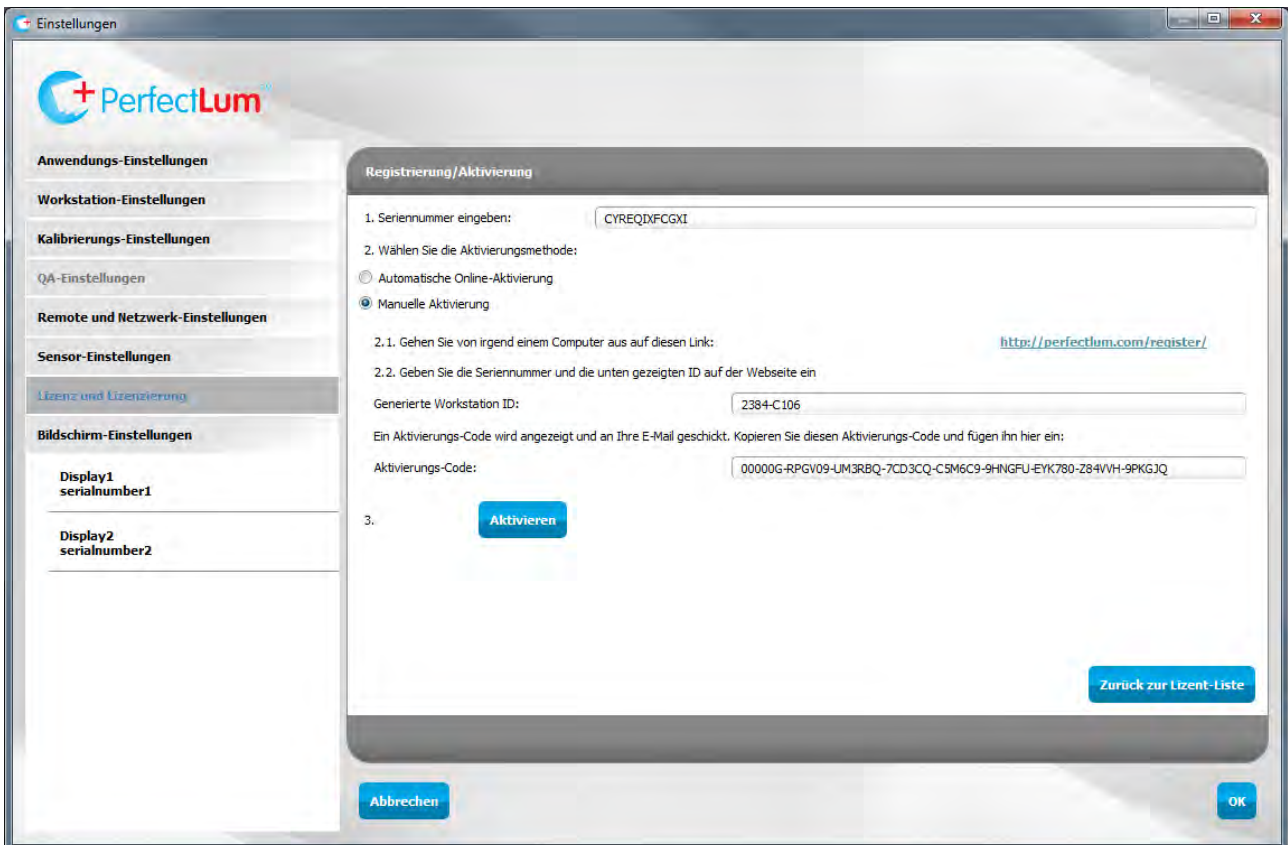 Einstellungen
PerfectLum
Anwendungs-Einstellungen
Workstation-Einstellungen
Kalibrierungs-Einstellungen
QA-Einstellungen
Remote und Netzwerk-Einstellungen
Sensor-Einstellungen
Lizenz und Lizenzierung
Bildschirm-Einstellungen
Display1
serialnumber1
Display2
serialnumber2
Registrierung/Aktivierung
1. Seriennummer eingeben: CYREQIXFCGXI
2. Wählen Sie die Aktivierungsmethode:
Automatische Online-Aktivierung
Manuelle Aktivierung
2.1. Gehen Sie von irgend einem Computer aus auf diesen Link: http://perfectlum.com/register/
2.2. Geben Sie die Seriennummer und die unten gezeigten ID auf der Webseite ein
Generierte Workstation ID: 2384-C106
Ein Aktivierungs-Code wird angezeigt und an Ihre E-Mail geschickt. Kopieren Sie diesen Aktivierungs-Code und fügen ihn hier ein:
Aktivierungs-Code: 00000G-RPGV09-UM3RBQ-7CD3CQ-C5M6C9-9HNGFU-EYK780-Z84VVH-9PKGJQ
3. Aktivieren
Zurück zur Lizent-Liste
Abbrechen
OK